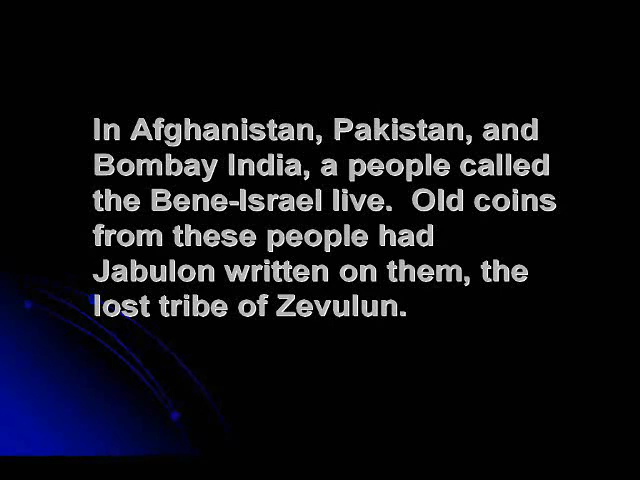 In Afghanistan, Pakistan, and
Bombay India, a people called
the Bene-Israel live.  Old coins
from these people had
Jabulon written on them, the
lost tribe of Zevulun.